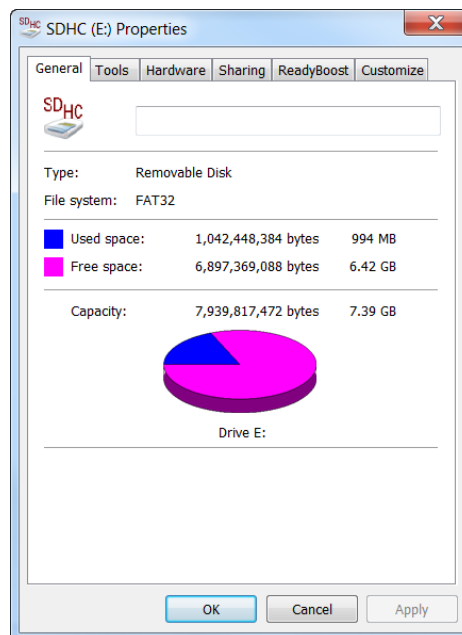 SDHC SDHC (E:) Properties
General Tools Hardware Sharing ReadyBoost Customize
SDHC
Type: Removable Disk
File system: FAT32
Used space: 1,042,448,384 bytes 994 MB
Free space: 6,897,369,088 bytes 6.42 GB
Capacity: 7,939,817,472 bytes 7.39 GB
Drive E:
OK Cancel Apply